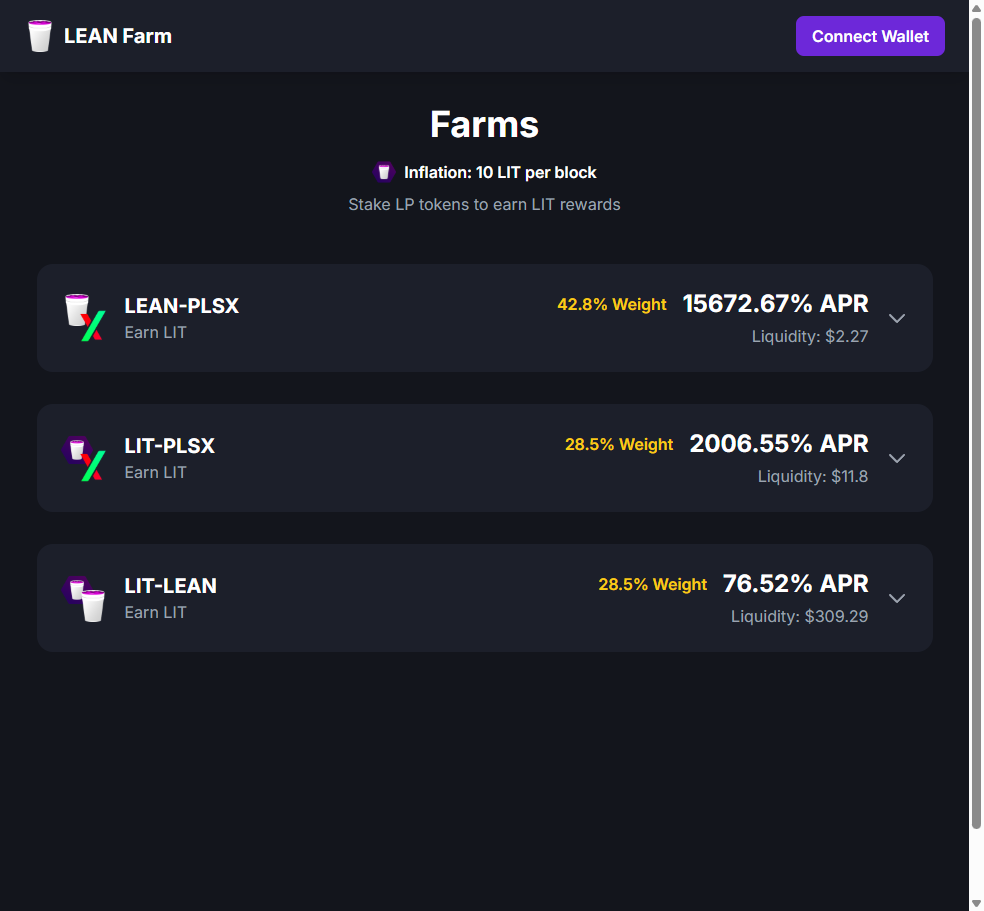 LEAN Farm
Connect Wallet
Farms
Inflation: 10 LIT per block
Stake LP tokens to earn LIT rewards
LEAN-PLSX
42.8% Weight
15672.67% APR
Earn LIT
Liquidity: $2.27
LIT-PLSX
28.5% Weight
2006.55% APR
Earn LIT
Liquidity: $11.8
LIT-LEAN
28.5% Weight
76.52% APR
Earn LIT
Liquidity: $309.29